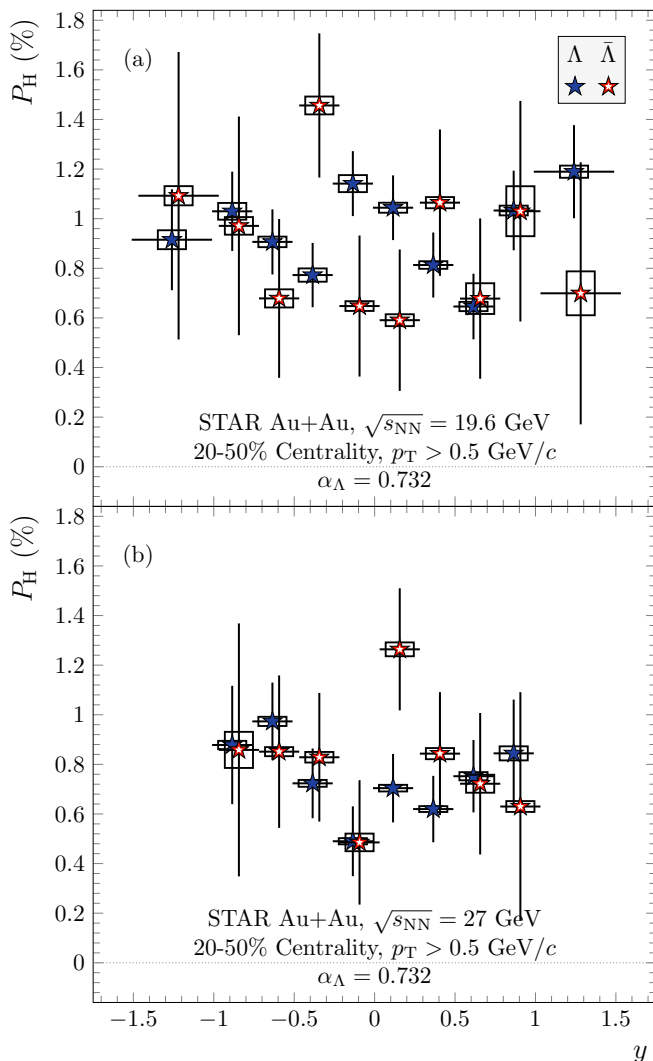 P_H (%)
1.8
1.6
1.4
1.2
1
0.8
0.6
0.4
0.2
0
(a)
Λ Λ̄
STAR Au+Au, √s_NN = 19.6 GeV
20-50% Centrality, p_T > 0.5 GeV/c
α_Λ = 0.732
P_H (%)
1.8
1.6
1.4
1.2
1
0.8
0.6
0.4
0.2
0
(b)
STAR Au+Au, √s_NN = 27 GeV
20-50% Centrality, p_T > 0.5 GeV/c
α_Λ = 0.732
−1.5 −1 −0.5 0 0.5 1 1.5
y